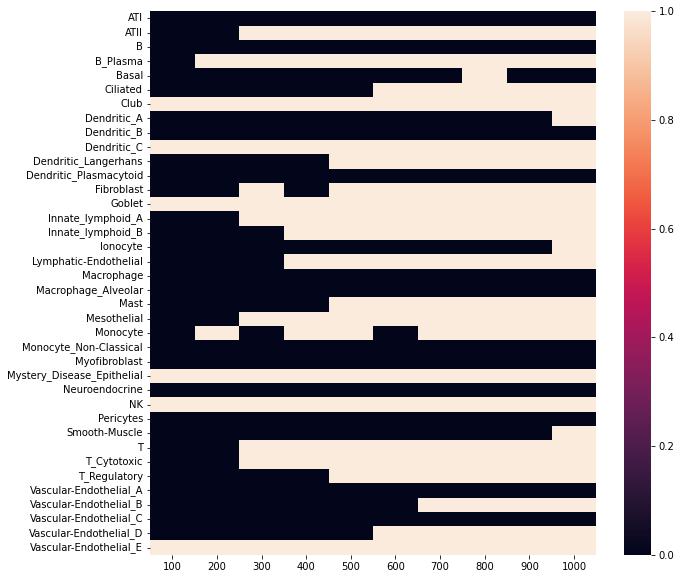 ATI
ATII
B
B_Plasma
Basal
Ciliated
Club
Dendritic_A
Dendritic_B
Dendritic_C
Dendritic_Langerhans
Dendritic_Plasmacytoid
Fibroblast
Goblet
Innate_lymphoid_A
Innate_lymphoid_B
Ionocyte
Lymphatic-Endothelial
Macrophage
Macrophage_Alveolar
Mast
Mesothelial
Monocyte
Monocyte_Non-Classical
Myofibroblast
Mystery_Disease_Epithelial
Neuroendocrine
NK
Pericytes
Smooth-Muscle
T
T_Cytotoxic
T_Regulatory
Vascular-Endothelial_A
Vascular-Endothelial_B
Vascular-Endothelial_C
Vascular-Endothelial_D
Vascular-Endothelial_E
100 200 300 400 500 600 700 800 900 1000
1.0
0.8
0.6
0.4
0.2
0.0